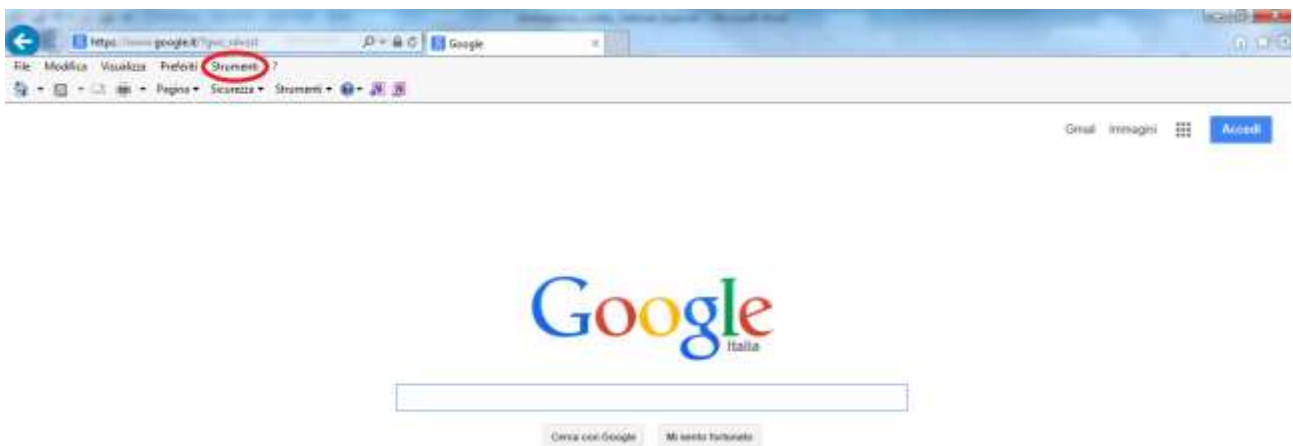 google.it
Google
File Modifica Visualizza Preferiti Strumenti ?
Pagina Sicurezza Strumenti
Gmail Immagini Accedi
Google
Italia
Cerca con Google Mi sento fortunato